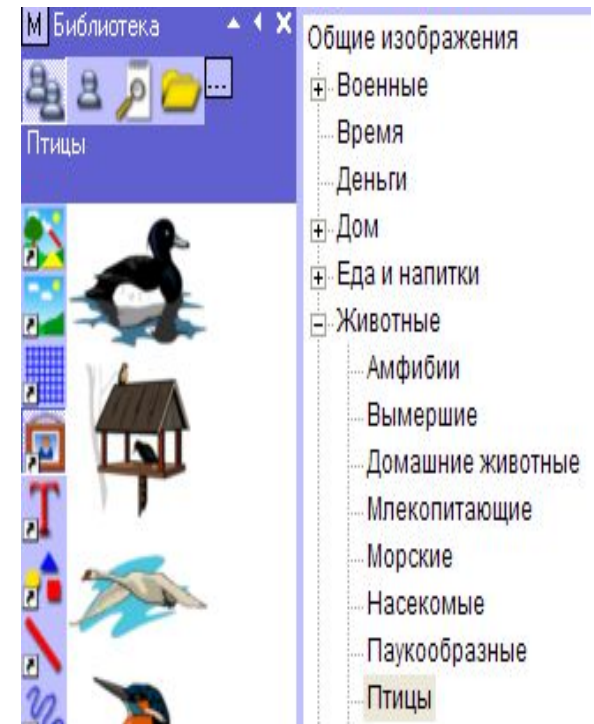 М Библиотека
...
Птицы
Т
Общие изображения
Военные
Время
Деньги
Дом
Еда и напитки
Животные
Амфибии
Вымершие
Домашние животные
Млекопитающие
Морские
Насекомые
Паукообразные
Птицы